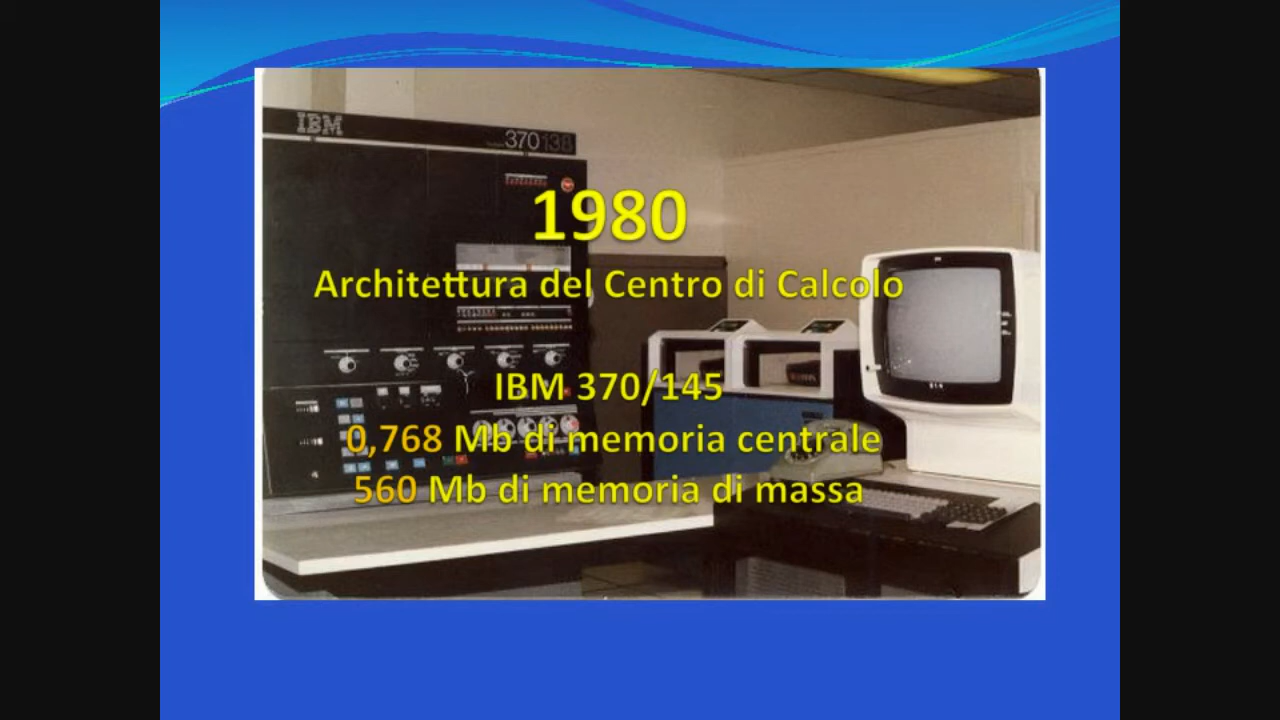 IBM
370 138
1980
Architettura del Centro di Calcolo
IBM 370/145
0,768 Mb di memoria centrale
560 Mb di memoria di massa